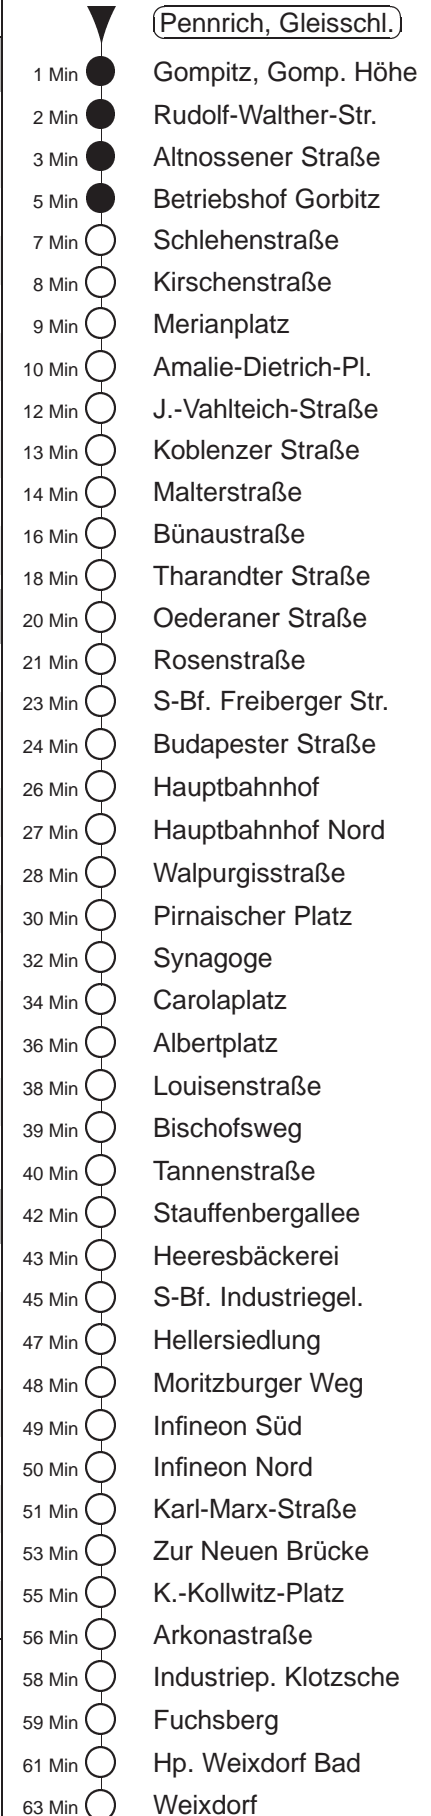 Pennrich, Gleisschl.
1 Min Gompitz, Gomp. Höhe
2 Min Rudolf-Walther-Str.
3 Min Altnossener Straße
5 Min Betriebshof Gorbitz
7 Min Schlehenstraße
8 Min Kirschenstraße
9 Min Merianplatz
10 Min Amalie-Dietrich-Pl.
12 Min J.-Vahlteich-Straße
13 Min Koblenzer Straße
14 Min Malterstraße
16 Min Bünaustraße
18 Min Tharandter Straße
20 Min Oederaner Straße
21 Min Rosenstraße
23 Min S-Bf. Freiberger Str.
24 Min Budapester Straße
26 Min Hauptbahnhof
27 Min Hauptbahnhof Nord
28 Min Walpurgisstraße
30 Min Pirnaischer Platz
32 Min Synagoge
34 Min Carolaplatz
36 Min Albertplatz
38 Min Louisenstraße
39 Min Bischofsweg
40 Min Tannenstraße
42 Min Stauffenbergallee
43 Min Heeresbäckerei
45 Min S-Bf. Industriegel.
47 Min Hellersiedlung
48 Min Moritzburger Weg
49 Min Infineon Süd
50 Min Infineon Nord
51 Min Karl-Marx-Straße
53 Min Zur Neuen Brücke
55 Min K.-Kollwitz-Platz
56 Min Arkonastraße
58 Min Industriep. Klotzsche
59 Min Fuchsberg
61 Min Hp. Weixdorf Bad
63 Min Weixdorf